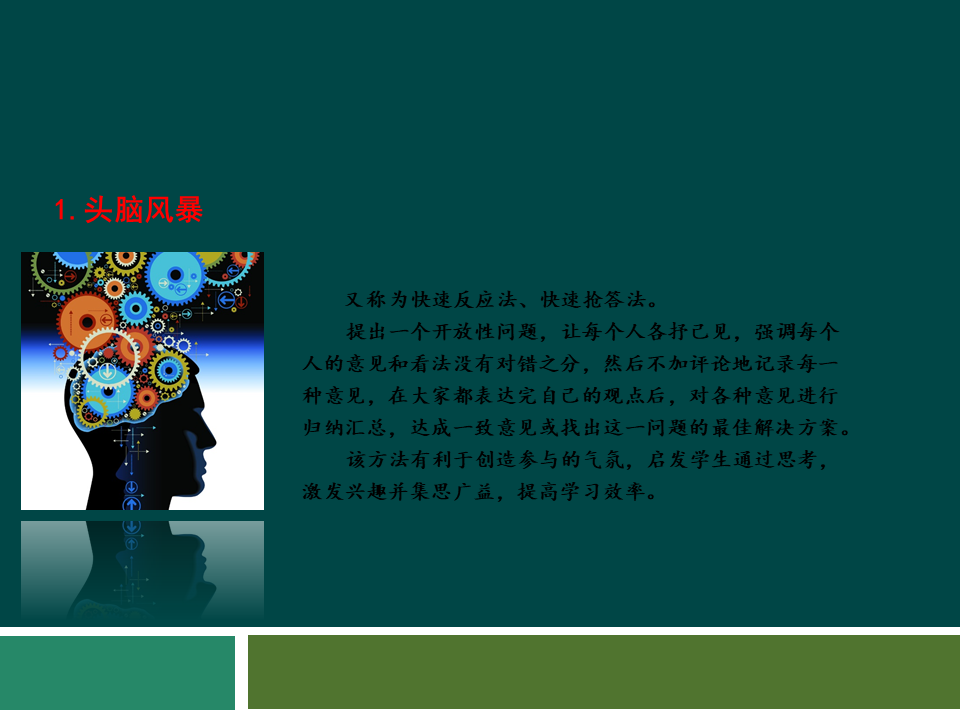 1.头脑风暴
又称为快速反应法、快速抢答法。
提出一个开放性问题，让每个人各抒己见，强调每个
人的意见和看法没有对错之分，然后不加评论地记录每一
种意见，在大家都表达完自己的观点后，对各种意见进行
归纳汇总，达成一致意见或找出这一问题的最佳解决方案。
该方法有利于创造参与的气氛，启发学生通过思考，
激发兴趣并集思广益，提高学习效率。